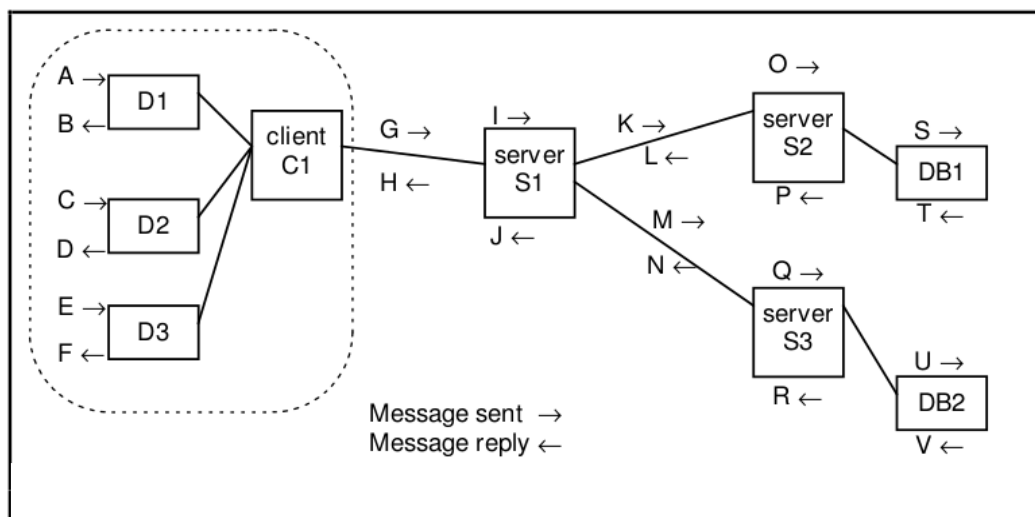 A →
D1
B ←
C →
D2
D ←
E →
D3
F ←
client
C1
G →
H ←
I →
server
S1
J ←
K →
L ←
M →
N ←
O →
server
S2
P ←
S →
DB1
T ←
Q →
server
S3
R ←
U →
DB2
V ←
Message sent →
Message reply ←